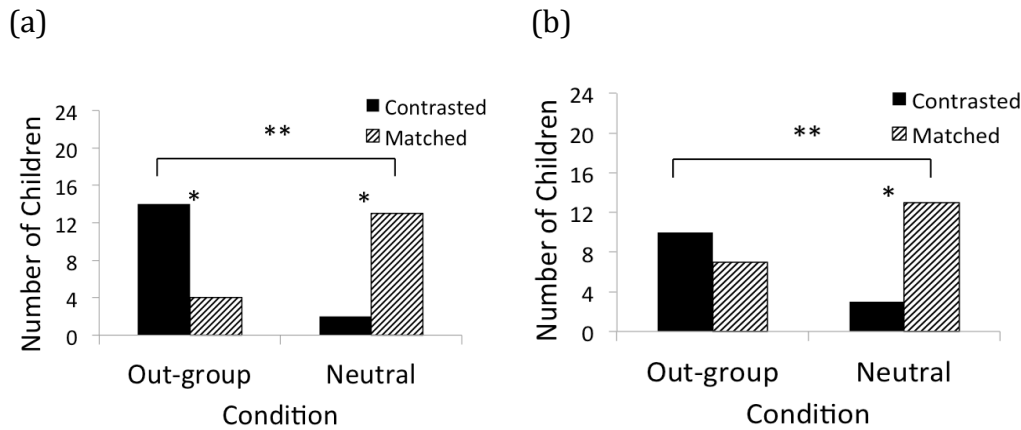 (a)
Number of Children
24
20
16
12
8
4
0
Contrasted
Matched
**
*
*
Out-group
Neutral
Condition
(b)
Number of Children
24
20
16
12
8
4
0
Contrasted
Matched
**
*
Out-group
Neutral
Condition